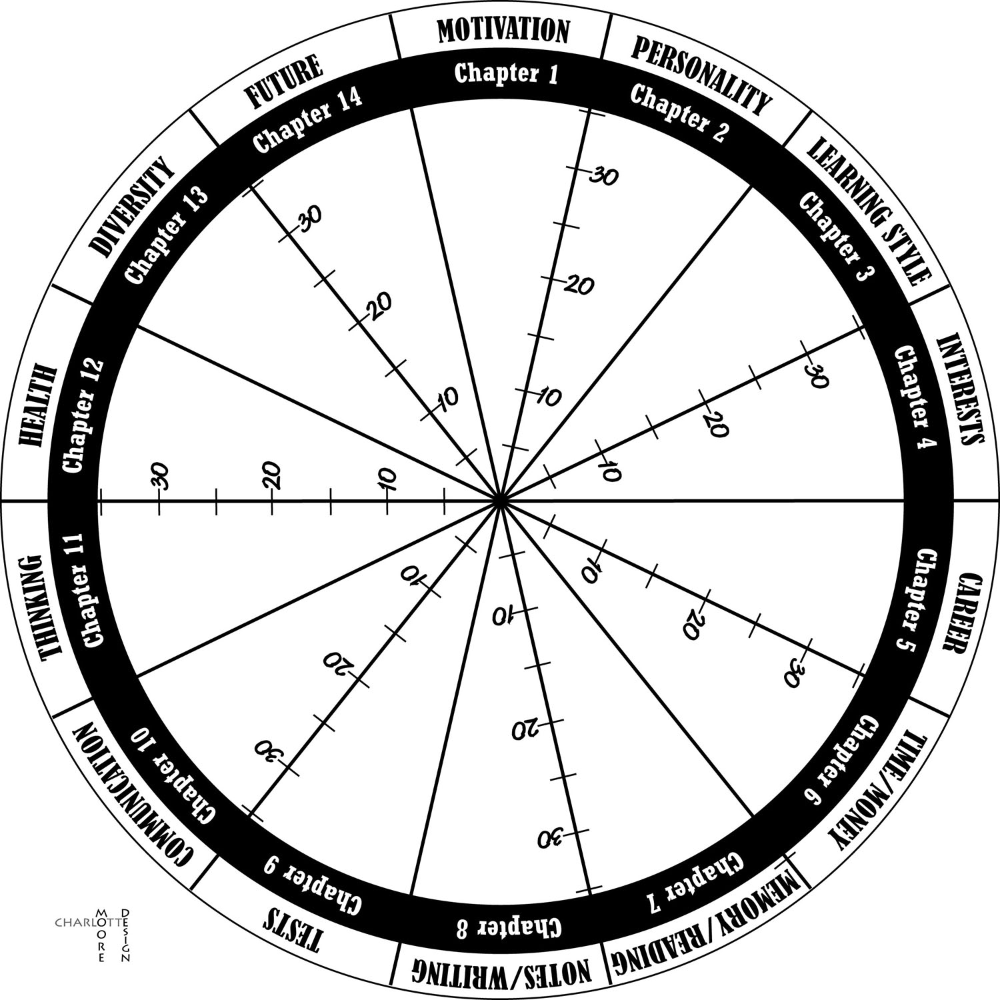 MOTIVATION
Chapter 1
PERSONALITY
Chapter 2
LEARNING STYLE
Chapter 3
INTERESTS
Chapter 4
CAREER
Chapter 5
TIME/MONEY
Chapter 6
MEMORY/READING
Chapter 7
NOTES/WRITING
Chapter 8
TESTS
Chapter 9
COMMUNICATION
Chapter 10
THINKING
Chapter 11
HEALTH
Chapter 12
DIVERSITY
Chapter 13
FUTURE
Chapter 14
30
20
10
30
20
10
10
20
30
10
20
30
10
20
30
10
20
30
30
20
10
CHARLOTTE
MOORE
DESIGN